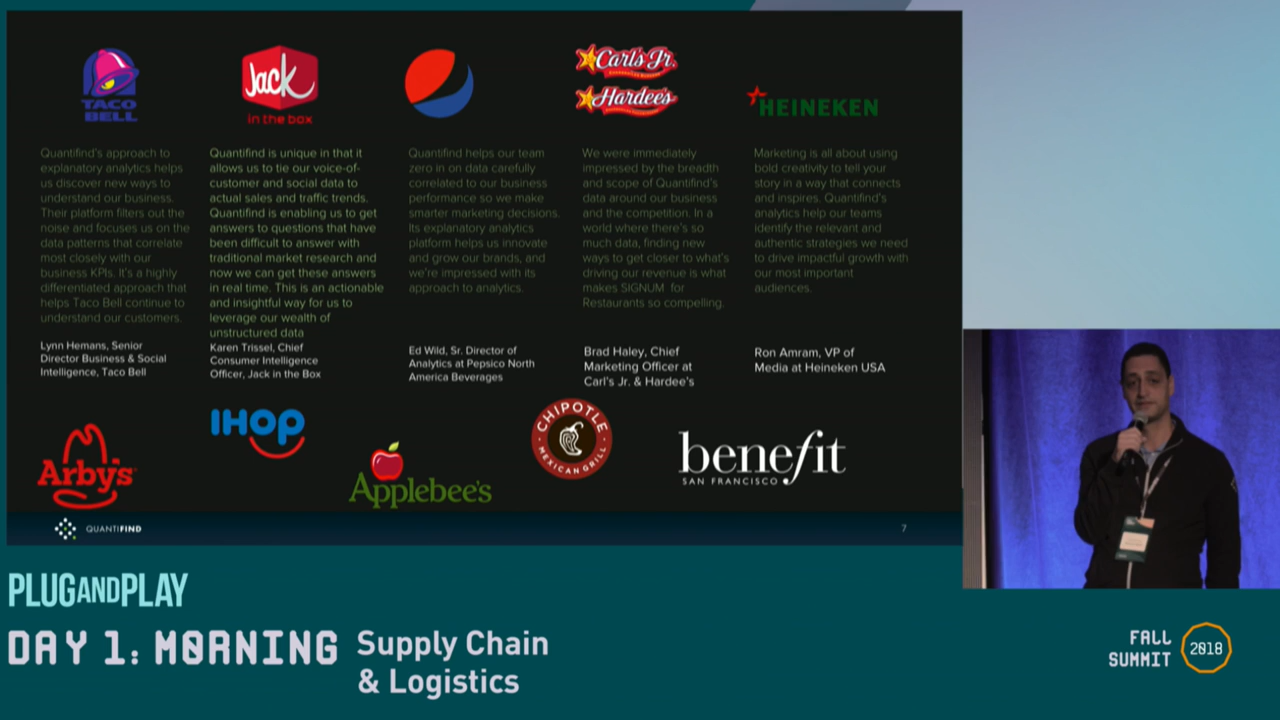 TACO
BELL
Jack
in the box
Carl's Jr.
Hardee's
HEINEKEN
Quantifind's approach to
explanatory analytics helps
us discover new ways to
understand our business.
Their platform filters out the
noise and focuses us on the
data patterns that correlate
most closely with our
business KPIs. It's a highly
differentiated approach that
helps Taco Bell continue to
understand our customers.
Lynn Hemans, Senior
Director Business & Social
Intelligence, Taco Bell
Quantifind is unique in that it
allows us to tie our voice-of-
customer and social data to
actual sales and traffic trends.
Quantifind is enabling us to get
answers to questions that have
been difficult to answer with
traditional market research and
now we can get these answers
in real time. This is an actionable
and insightful way for us to
leverage our wealth of
unstructured data
Karen Trissel, Chief
Consumer Intelligence
Officer, Jack in the Box
Quantifind helps our team
zero in on data carefully
correlated to our business
performance so we make
smarter marketing decisions.
Its explanatory analytics
platform helps us innovate
and grow our brands, and
we're impressed with its
approach to analytics.
Ed Wild, Sr. Director of
Analytics at Pepsico North
America Beverages
We were immediately
impressed by the breadth
and scope of Quantifind's
data around our business
and the competition. In a
world where there's so
much data, finding new
ways to get closer to what's
driving our revenue is what
makes SIGNUM for
Restaurants so compelling.
Brad Haley, Chief
Marketing Officer at
Carl's Jr. & Hardee's
Marketing is all about using
bold creativity to tell your
story in a way that connects
and inspires. Quantifind's
analytics help our teams
identify the relevant and
authentic strategies we need
to drive impactful growth with
our most important
audiences.
Ron Amram, VP of
Media at Heineken USA
Arby's
IHOP
Applebee's
CHIPOTLE
MEXICAN GRILL
benefit
SAN FRANCISCO
QUANTIFIND
7
PLUGANDPLAY
DAY 1: MORNING
Supply Chain
& Logistics
FALL
SUMMIT
2018